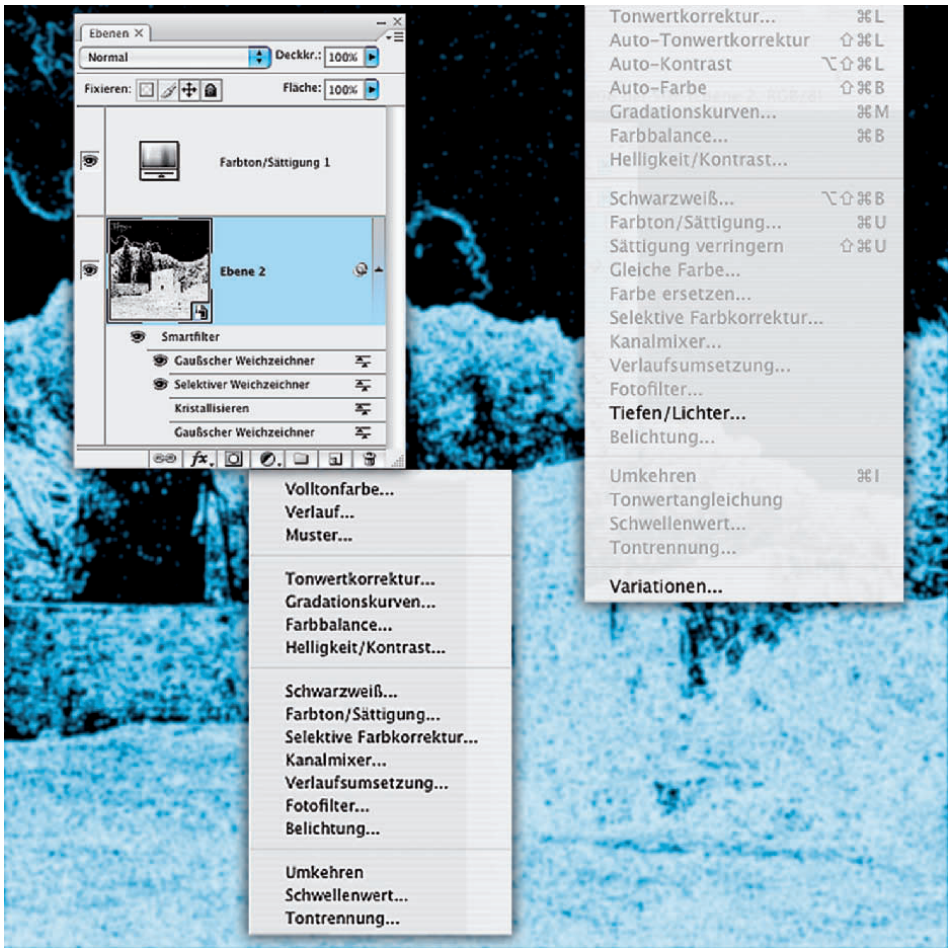 Ebenen ×
Normal Deckkr.: 100%
Fixieren: Fläche: 100%
Farbton/Sättigung 1
Ebene 2
Smartfilter
Gaußscher Weichzeichner
Selektiver Weichzeichner
Kristallisieren
Gaußscher Weichzeichner
fx.
Volltonfarbe...
Verlauf...
Muster...
Tonwertkorrektur...
Gradationskurven...
Farbbalance...
Helligkeit/Kontrast...
Schwarzweiß...
Farbton/Sättigung...
Selektive Farbkorrektur...
Kanalmixer...
Verlaufsumsetzung...
Fotofilter...
Belichtung...
Umkehren
Schwellenwert...
Tontrennung...
Tonwertkorrektur... ⌘L
Auto-Tonwertkorrektur ⇧⌘L
Auto-Kontrast ⌥⇧⌘L
Auto-Farbe ⇧⌘B
Gradationskurven... ⌘M
Farbbalance... ⌘B
Helligkeit/Kontrast...
Schwarzweiß... ⌥⇧⌘B
Farbton/Sättigung... ⌘U
Sättigung verringern ⇧⌘U
Gleiche Farbe...
Farbe ersetzen...
Selektive Farbkorrektur...
Kanalmixer...
Verlaufsumsetzung...
Fotofilter...
Tiefen/Lichter...
Belichtung...
Umkehren ⌘I
Tonwertangleichung
Schwellenwert...
Tontrennung...
Variationen...